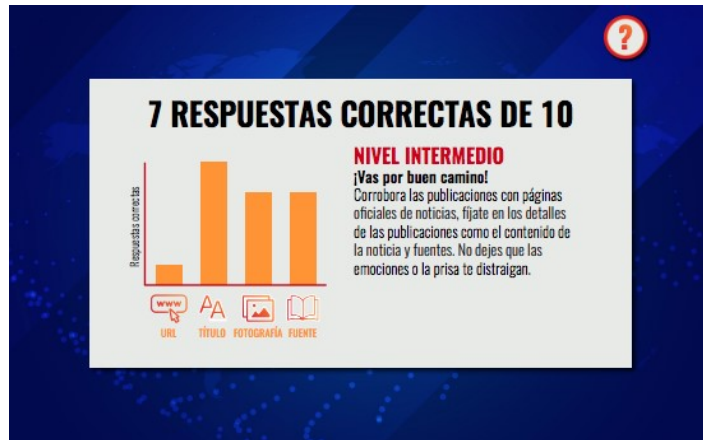 ?
7 RESPUESTAS CORRECTAS DE 10
NIVEL INTERMEDIO
¡Vas por buen camino!
Corrobora las publicaciones con páginas
oficiales de noticias, fíjate en los detalles
de las publicaciones como el contenido de
la noticia y fuentes. No dejes que las
emociones o la prisa te distraigan.
Respuestas correctas
www
AA
URL TÍTULO FOTOGRAFÍA FUENTE